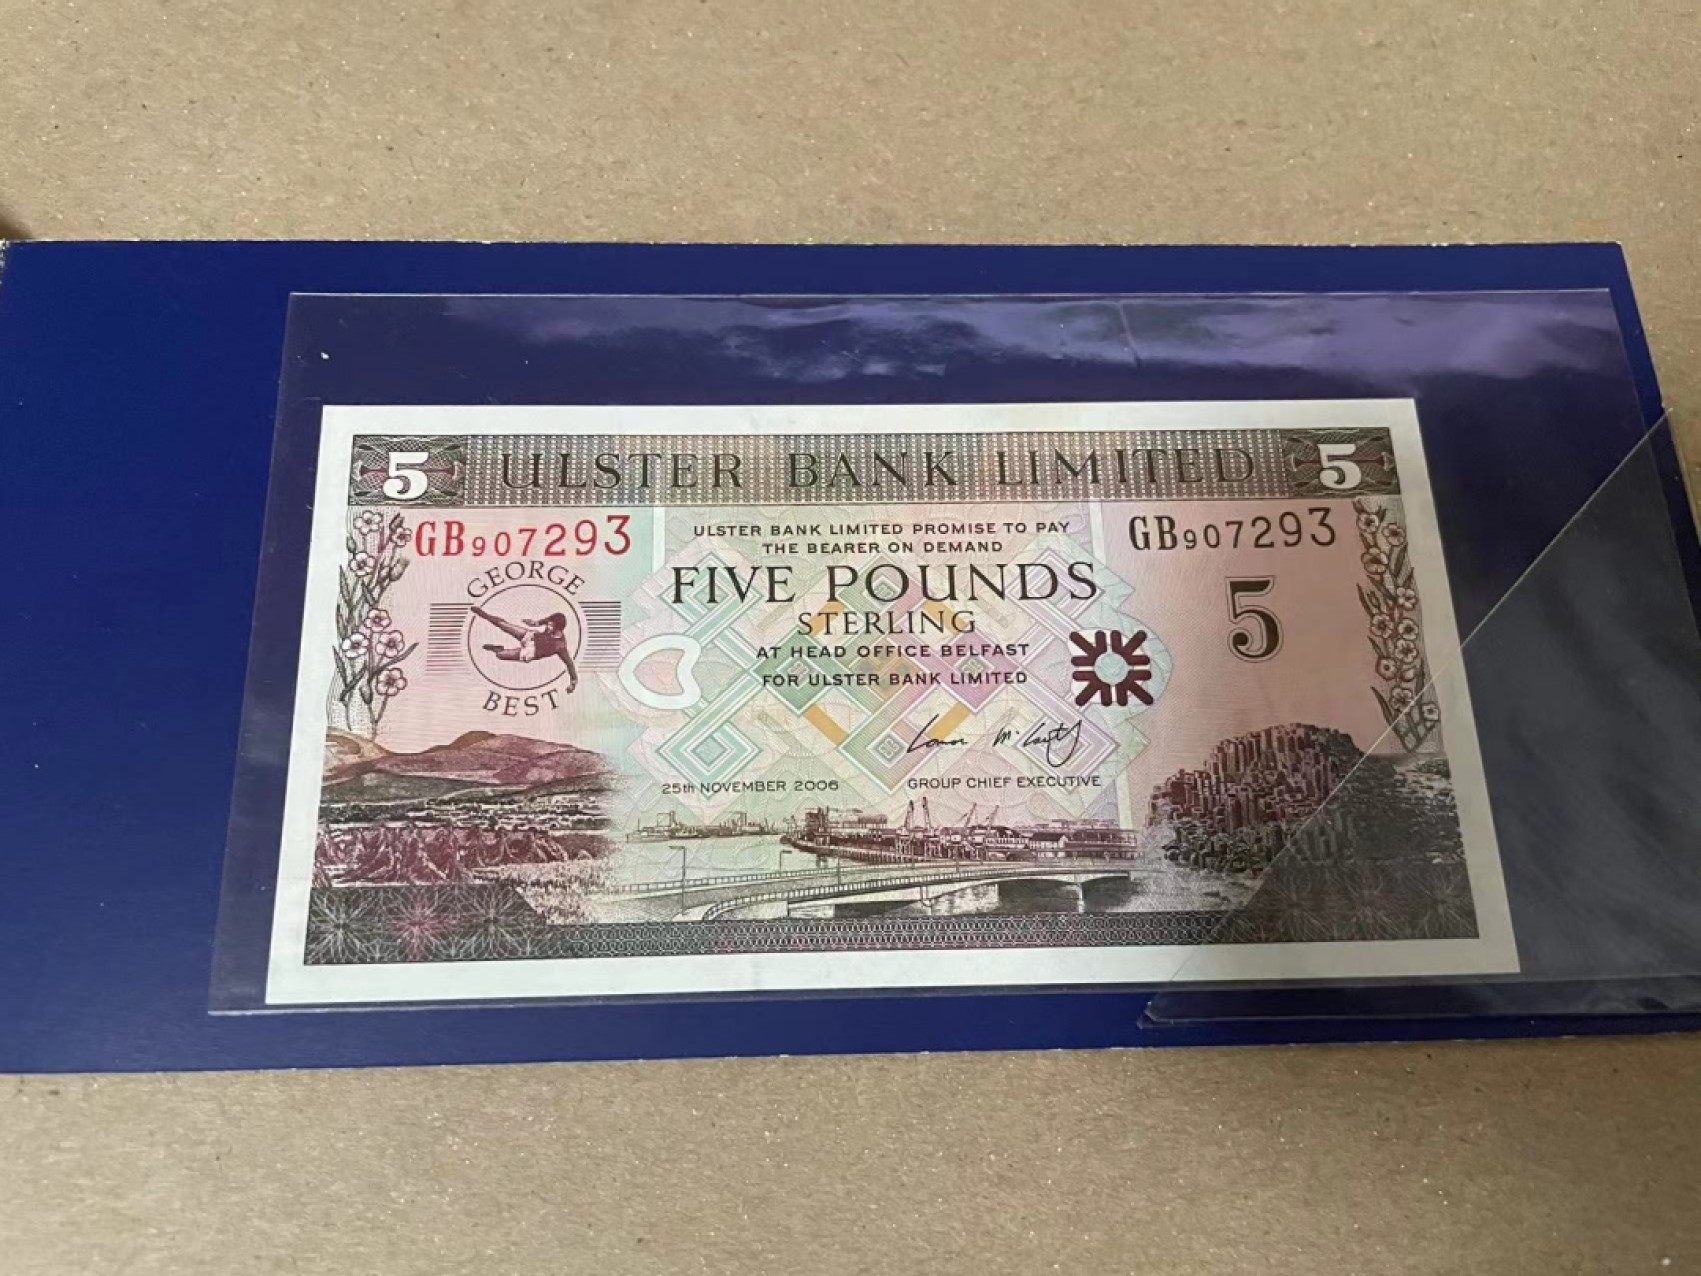 5 ULSTER BANK LIMITED 5
GB907293
ULSTER BANK LIMITED PROMISE TO PAY
THE BEARER ON DEMAND
GB907293
GEORGE
BEST
FIVE POUNDS
STERLING
AT HEAD OFFICE BELFAST
FOR ULSTER BANK LIMITED
5
25th NOVEMBER 2006
GROUP CHIEF EXECUTIVE